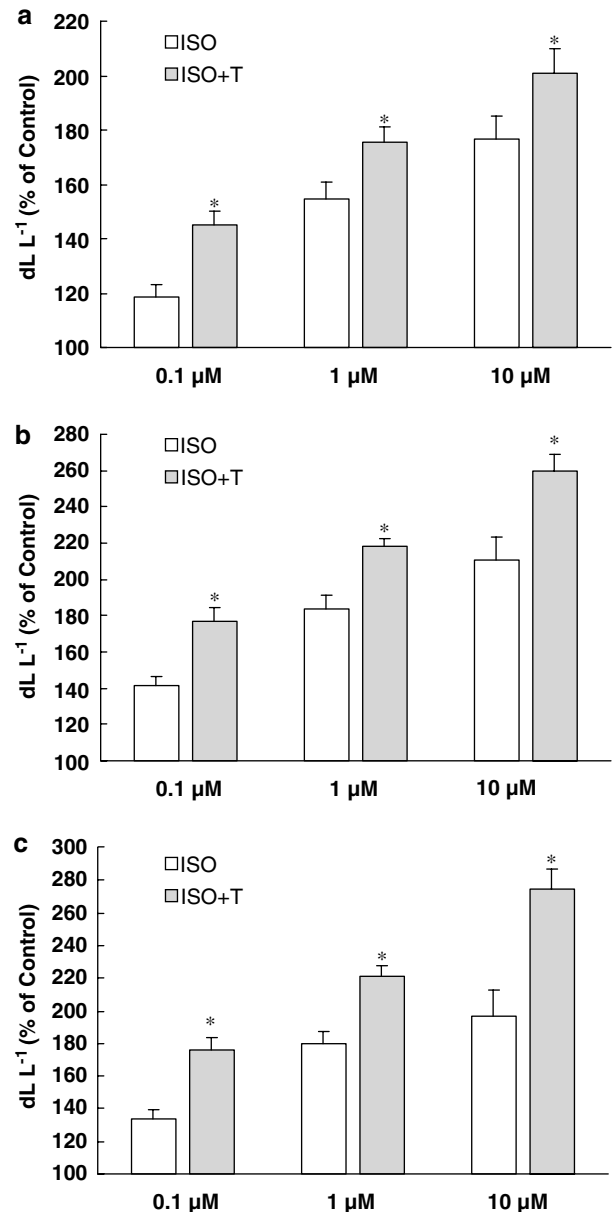 a
220
200
180
160
140
120
100
dL L-1 (% of Control)
ISO
ISO+T
*
*
*
0.1 µM
1 µM
10 µM
b
280
260
240
220
200
180
160
140
120
100
dL L-1 (% of Control)
ISO
ISO+T
*
*
*
0.1 µM
1 µM
10 µM
c
300
280
260
240
220
200
180
160
140
120
100
dL L-1 (% of Control)
ISO
ISO+T
*
*
*
0.1 µM
1 µM
10 µM